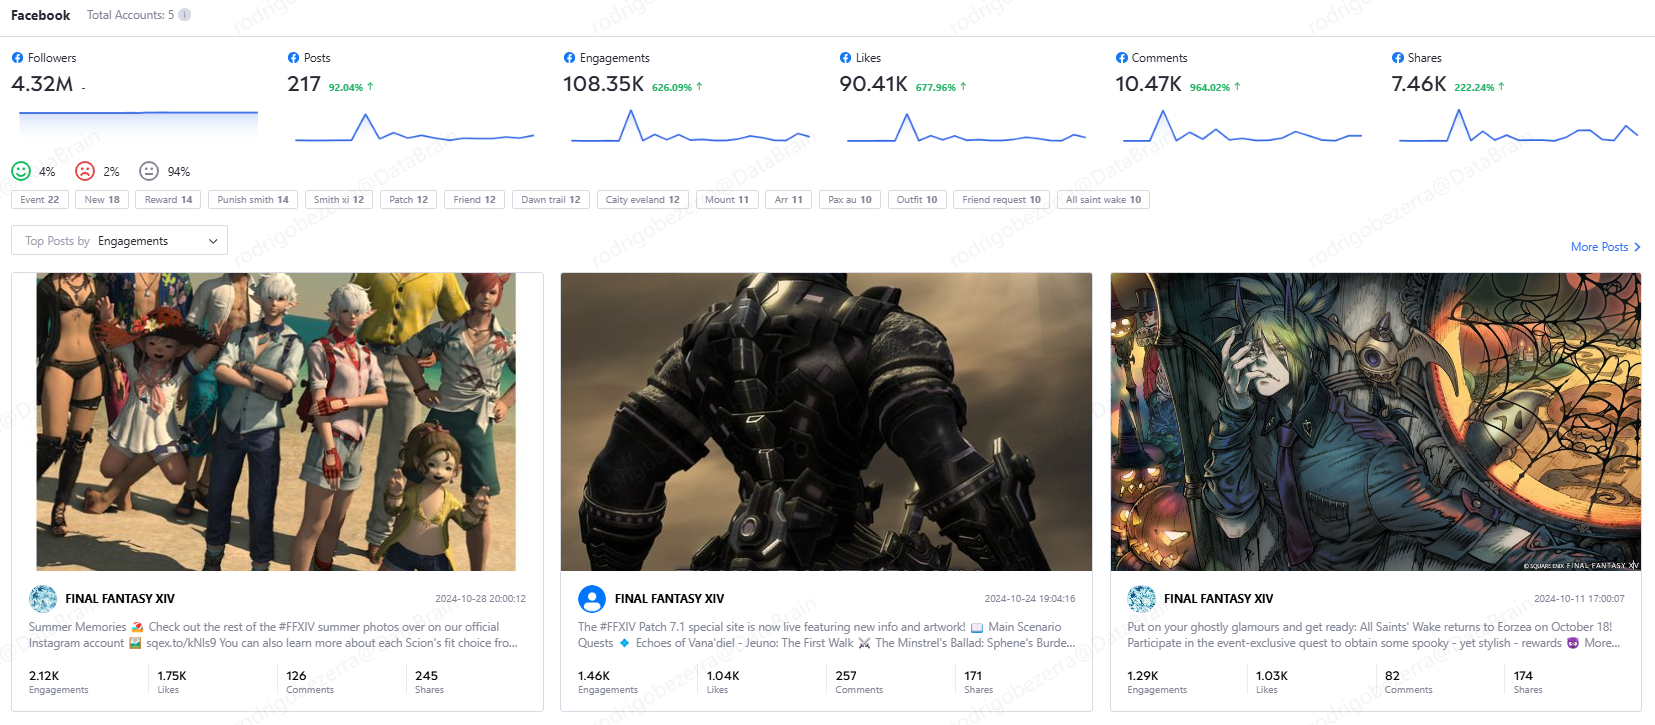 Facebook Total Accounts: 5
Followers
4.32M -
Posts
217 92.04% ↑
Engagements
108.35K 626.09% ↑
Likes
90.41K 677.96% ↑
Comments
10.47K 964.02% ↑
Shares
7.46K 222.24% ↑
4% 2% 94%
Event 22 New 18 Reward 14 Punish smith 14 Smith xi 12 Patch 12 Friend 12 Dawn trail 12 Caity eveland 12 Mount 11 Arr 11 Pax au 10 Outfit 10 Friend request 10 All saint wake 10
Top Posts by Engagements
More Posts
FINAL FANTASY XIV 2024-10-28 20:00:12
Summer Memories 🏖️ Check out the rest of the #FFXIV summer photos over on our official
Instagram account 🖼️ sqex.to/kNls9 You can also learn more about each Scion's fit choice fro...
2.12K 1.75K 126 245
Engagements Likes Comments Shares
© SQUARE ENIX FINAL FANTASY XIV
FINAL FANTASY XIV 2024-10-24 19:04:16
The #FFXIV Patch 7.1 special site is now live featuring new info and artwork! 📖 Main Scenario
Quests 💠 Echoes of Vana'diel - Jeuno: The First Walk ⚔️ The Minstrel's Ballad: Sphene's Burde...
1.46K 1.04K 257 171
Engagements Likes Comments Shares
FINAL FANTASY XIV 2024-10-11 17:00:07
Put on your ghostly glamours and get ready: All Saints' Wake returns to Eorzea on October 18!
Participate in the event-exclusive quest to obtain some spooky - yet stylish - rewards 😈 More...
1.29K 1.03K 82 174
Engagements Likes Comments Shares
rodrigobezerra@DataBrain